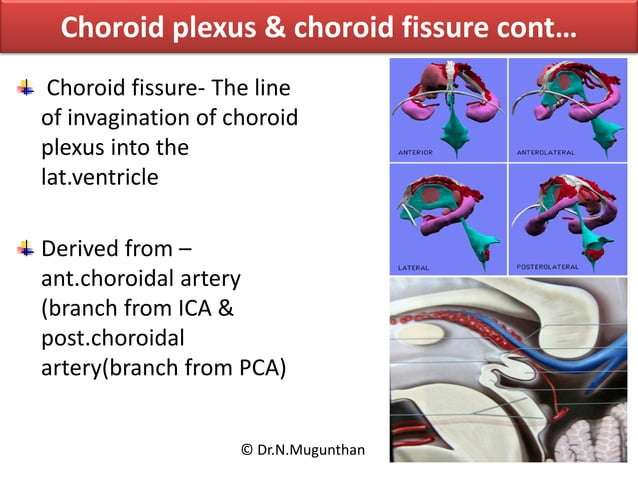 Choroid plexus & choroid fissure cont…
Choroid fissure- The line
of invagination of choroid
plexus into the
lat.ventricle
Derived from –
ant.choroidal artery
(branch from ICA &
post.choroidal
artery(branch from PCA)
ANTERIOR
ANTEROLATERAL
LATERAL
POSTEROLATERAL
© Dr.N.Mugunthan